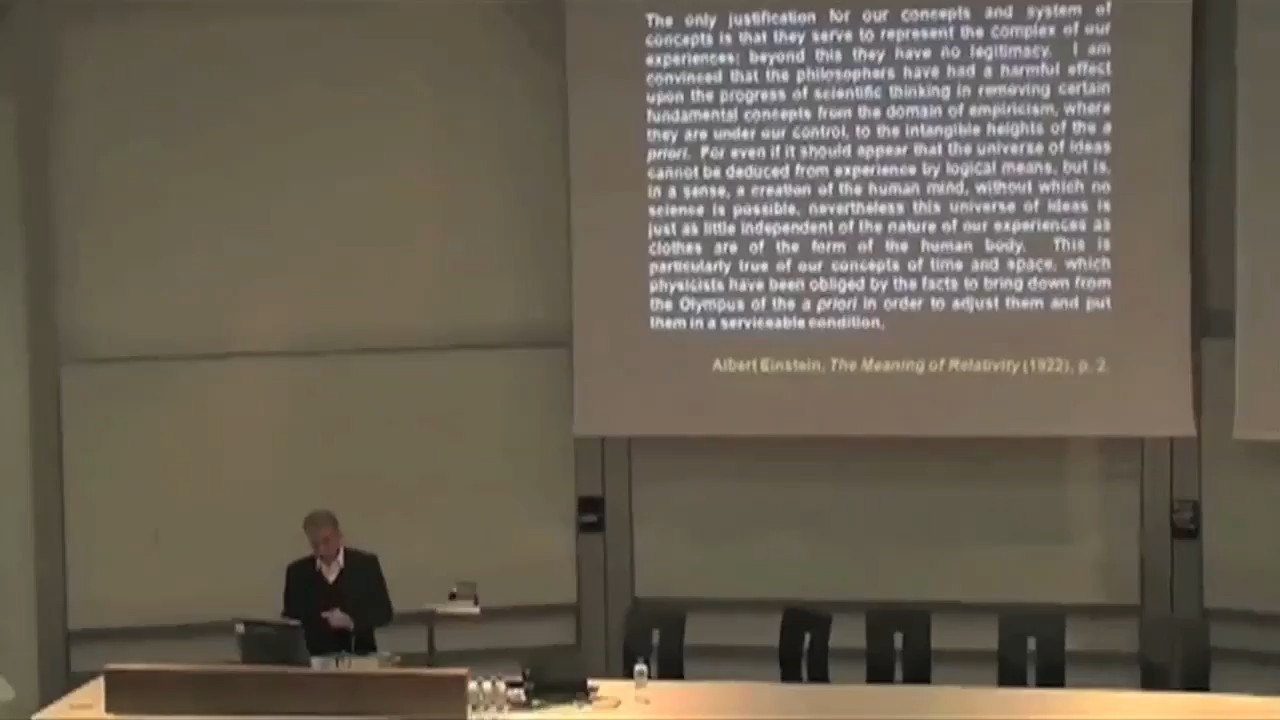 The only justification for our concepts and system of
concepts is that they serve to represent the complex of our
experiences; beyond this they have no legitimacy. I am
convinced that the philosophers have had a harmful effect
upon the progress of scientific thinking in removing certain
fundamental concepts from the domain of empiricism, where
they are under our control, to the intangible heights of the a
priori. For even if it should appear that the universe of ideas
cannot be deduced from experience by logical means, but is,
in a sense, a creation of the human mind, without which no
science is possible, nevertheless this universe of ideas is
just as little independent of the nature of our experiences as
clothes are of the form of the human body. This is
particularly true of our concepts of time and space, which
physicists have been obliged by the facts to bring down from
the Olympus of the a priori in order to adjust them and put
them in a serviceable condition.
Albert Einstein, The Meaning of Relativity (1922), p. 2.